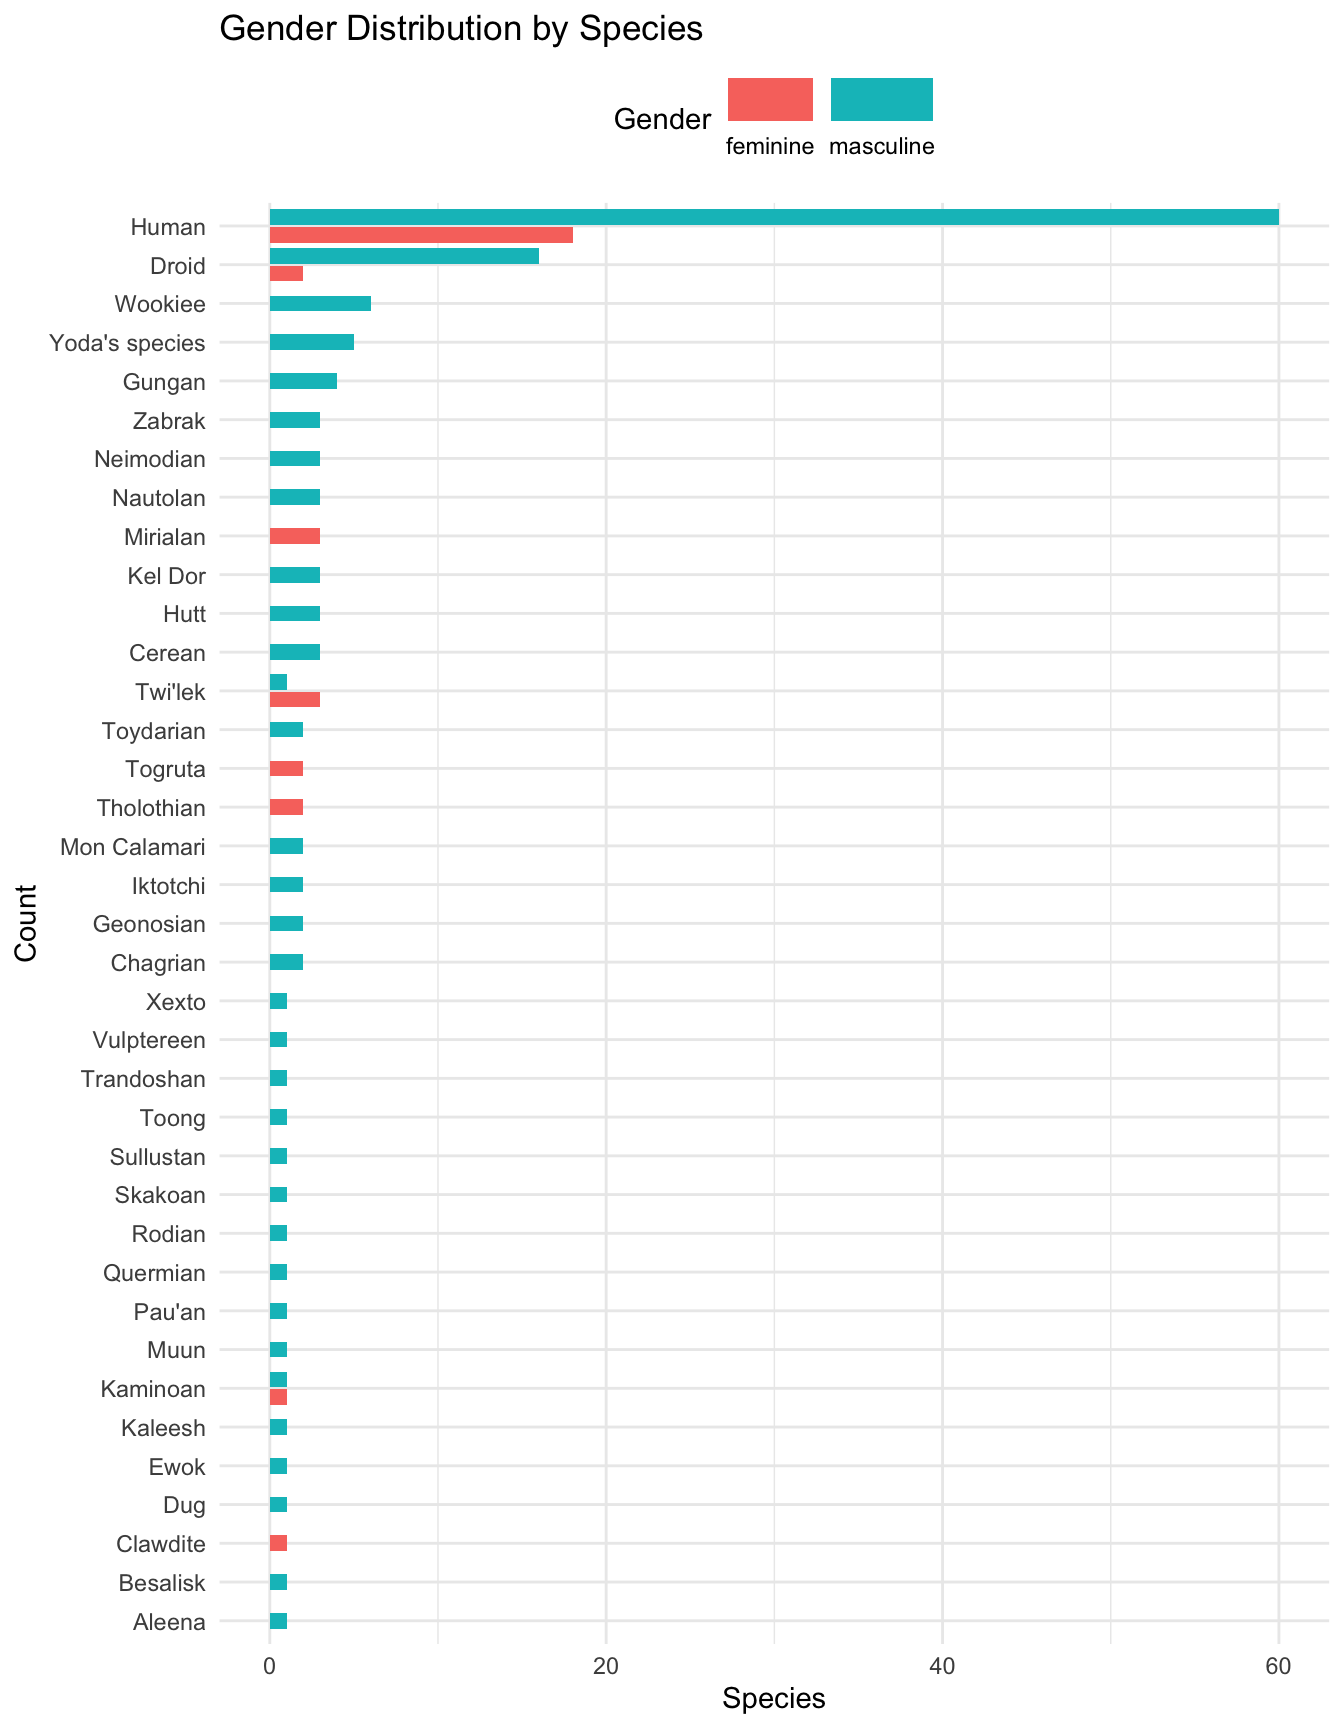 Gender Distribution by Species
Gender
feminine masculine
Human
Droid
Wookiee
Yoda's species
Gungan
Zabrak
Neimodian
Nautolan
Mirialan
Kel Dor
Hutt
Cerean
Twi'lek
Toydarian
Togruta
Tholothian
Mon Calamari
Iktotchi
Geonosian
Chagrian
Xexto
Vulptereen
Trandoshan
Toong
Sullustan
Skakoan
Rodian
Quermian
Pau'an
Muun
Kaminoan
Kaleesh
Ewok
Dug
Clawdite
Besalisk
Aleena
Count
0 20 40 60
Species